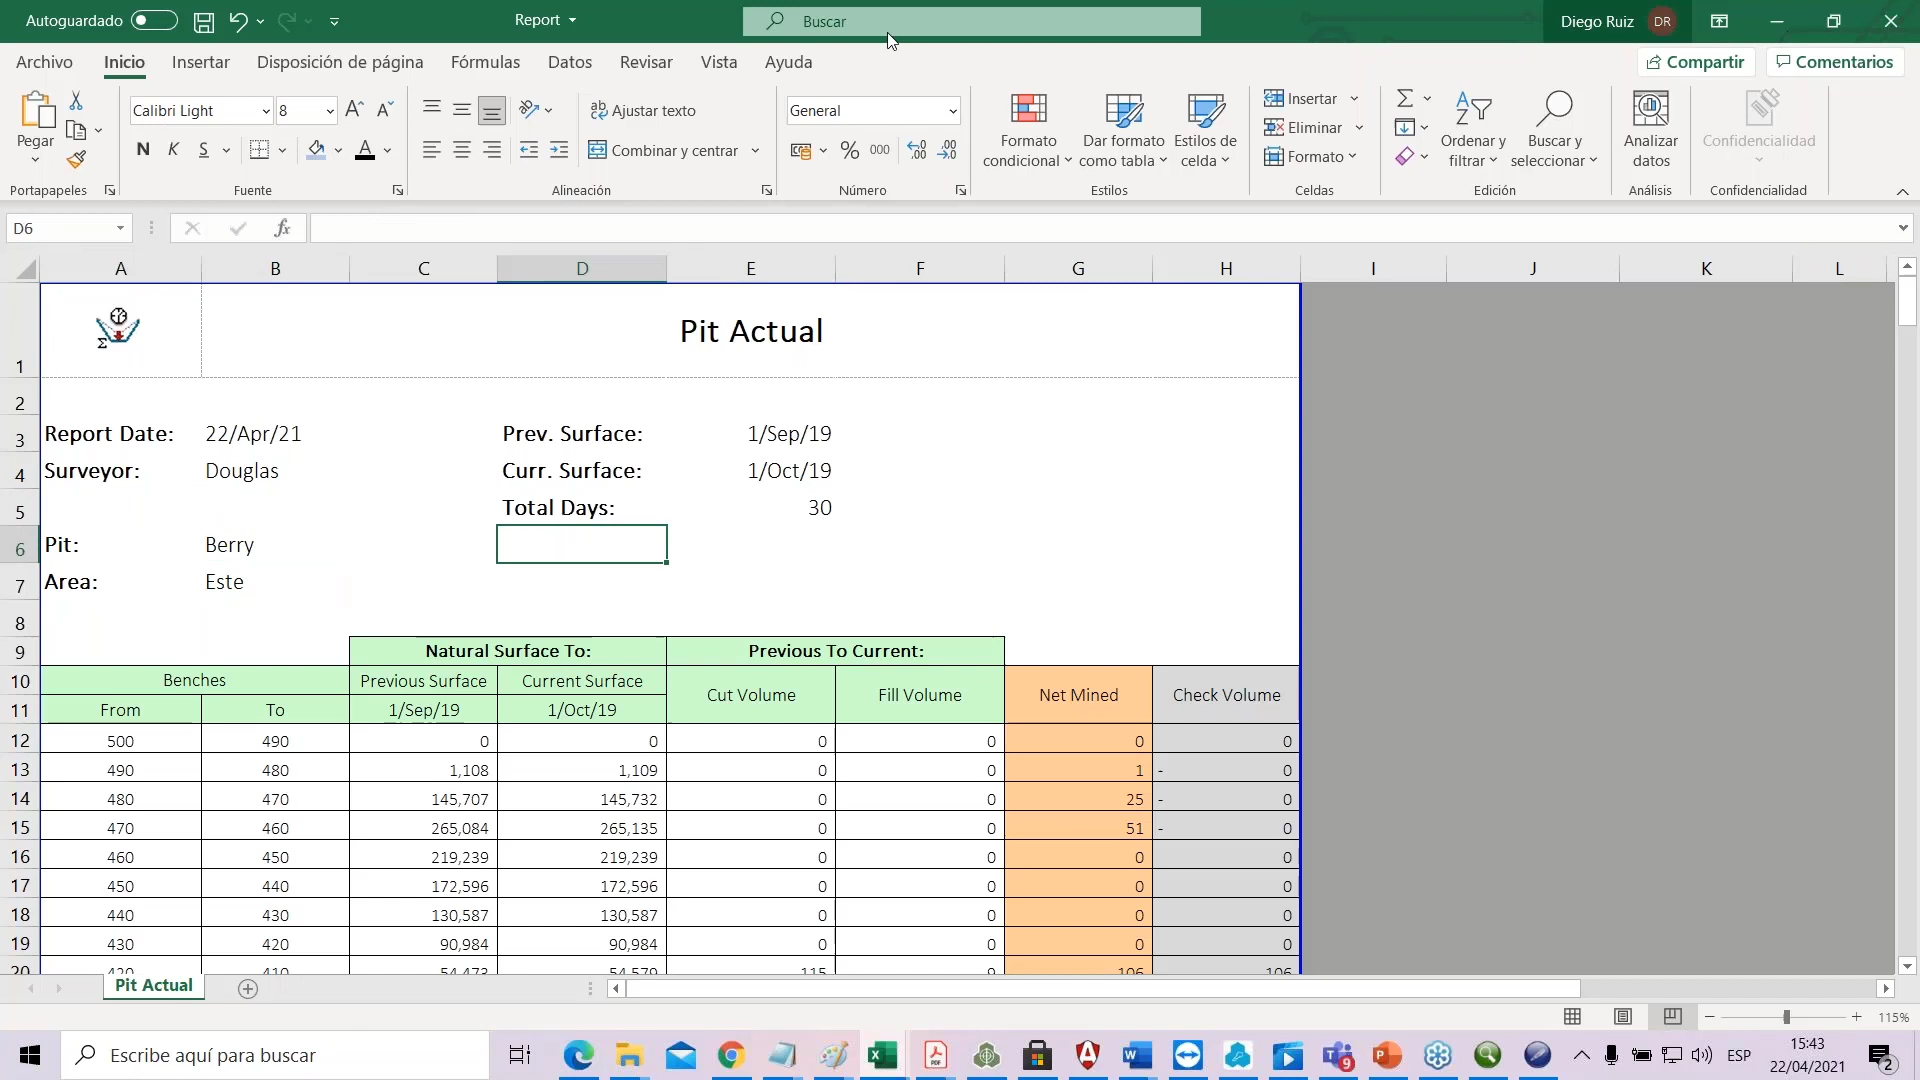 Autoguardado
Report
Buscar
Diego Ruiz DR
Archivo Inicio Insertar Disposición de página Fórmulas Datos Revisar Vista Ayuda Compartir Comentarios
Pegar
Portapapeles
Calibri Light 8
N K S
Fuente
Ajustar texto
Combinar y centrar
Alineación
General
% 000
Número
Formato condicional
Dar formato como tabla
Estilos de celda
Estilos
Insertar
Eliminar
Formato
Celdas
Ordenar y filtrar
Buscar y seleccionar
Edición
Analizar datos
Análisis
Confidencialidad
Confidencialidad
D6 fx
A B C D E F G H I J K L
1 Pit Actual
2
3 Report Date: 22/Apr/21 Prev. Surface: 1/Sep/19
4 Surveyor: Douglas Curr. Surface: 1/Oct/19
5 Total Days: 30
6 Pit: Berry
7 Area: Este
8
9 Natural Surface To: Previous To Current:
10 Benches Previous Surface Current Surface Cut Volume Fill Volume Net Mined Check Volume
11 From To 1/Sep/19 1/Oct/19
12 500 490 0 0 0 0 0 0
13 490 480 1,108 1,109 0 0 1 - 0
14 480 470 145,707 145,732 0 0 25 - 0
15 470 460 265,084 265,135 0 0 51 - 0
16 460 450 219,239 219,239 0 0 0 0
17 450 440 172,596 172,596 0 0 0 0
18 440 430 130,587 130,587 0 0 0 0
19 430 420 90,984 90,984 0 0 0 0
20 420 410 54,473 54,579 115 9 106 106
Pit Actual
115%
Escribe aquí para buscar
9
ESP
15:43
22/04/2021
2